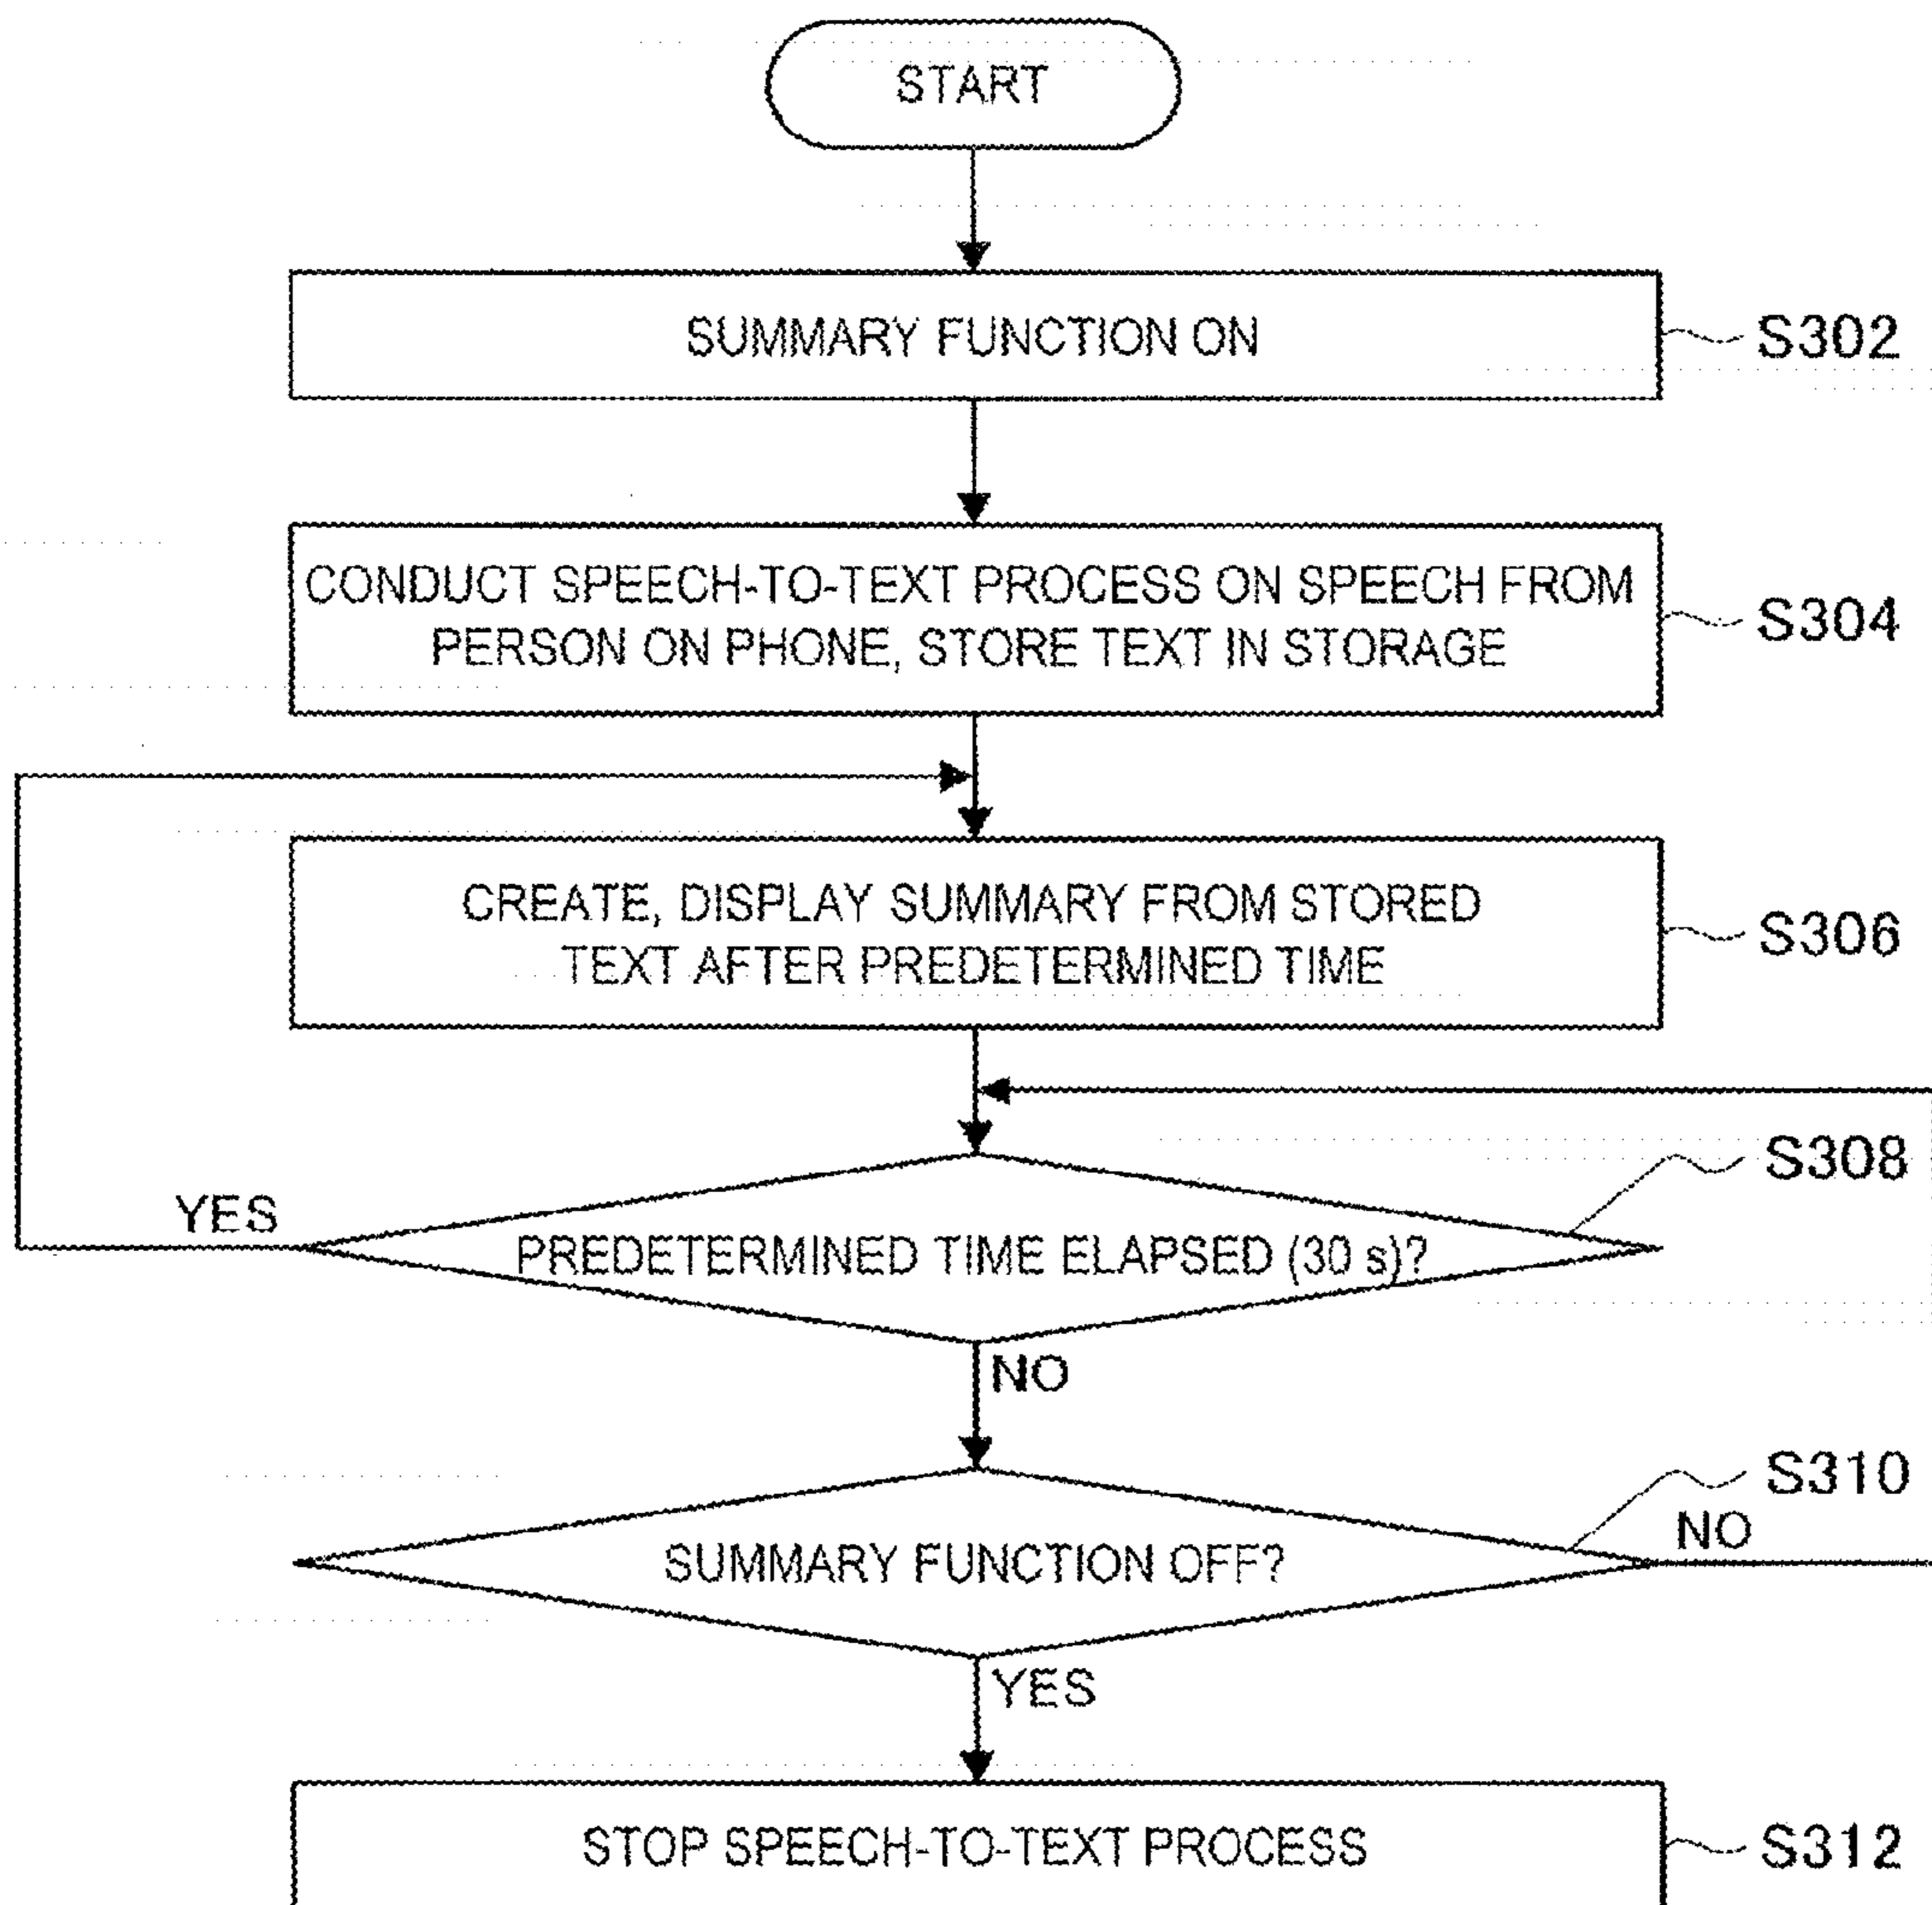 START
SUMMARY FUNCTION ON
S302
CONDUCT SPEECH-TO-TEXT PROCESS ON SPEECH FROM
PERSON ON PHONE, STORE TEXT IN STORAGE
S304
CREATE, DISPLAY SUMMARY FROM STORED
TEXT AFTER PREDETERMINED TIME
S306
S308
YES
PREDETERMINED TIME ELAPSED (30 s)?
NO
S310
NO
SUMMARY FUNCTION OFF?
YES
STOP SPEECH-TO-TEXT PROCESS
S312